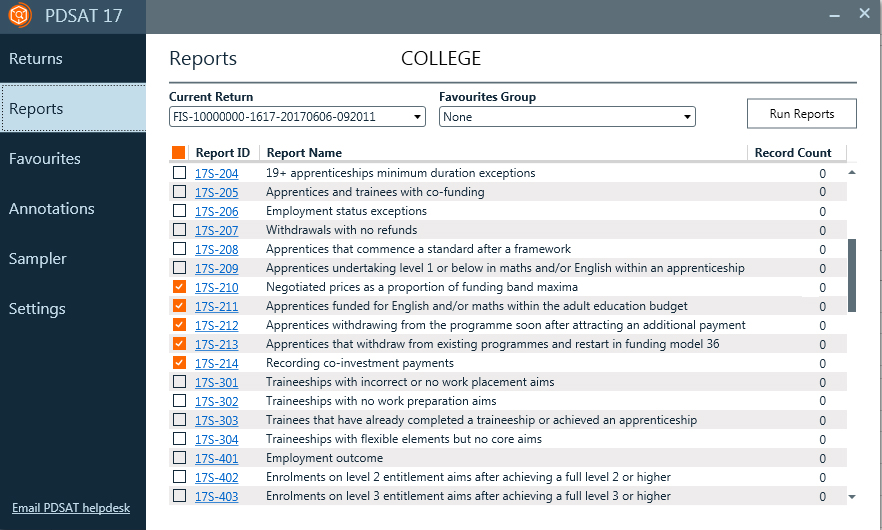 PDSAT 17
Returns
Reports
Favourites
Annotations
Sampler
Settings
Email PDSAT helpdesk
Reports COLLEGE
Current Return Favourites Group
FIS-10000000-1617-20170606-092011 None Run Reports
Report ID Report Name Record Count
17S-204 19+ apprenticeships minimum duration exceptions 0
17S-205 Apprentices and trainees with co-funding 0
17S-206 Employment status exceptions 0
17S-207 Withdrawals with no refunds 0
17S-208 Apprentices that commence a standard after a framework 0
17S-209 Apprentices undertaking level 1 or below in maths and/or English within an apprenticeship 0
17S-210 Negotiated prices as a proportion of funding band maxima 0
17S-211 Apprentices funded for English and/or maths within the adult education budget 0
17S-212 Apprentices withdrawing from the programme soon after attracting an additional payment 0
17S-213 Apprentices that withdraw from existing programmes and restart in funding model 36 0
17S-214 Recording co-investment payments 0
17S-301 Traineeships with incorrect or no work placement aims 0
17S-302 Traineeships with no work preparation aims 0
17S-303 Trainees that have already completed a traineeship or achieved an apprenticeship 0
17S-304 Traineeships with flexible elements but no core aims 0
17S-401 Employment outcome 0
17S-402 Enrolments on level 2 entitlement aims after achieving a full level 2 or higher 0
17S-403 Enrolments on level 3 entitlement aims after achieving a full level 3 or higher 0